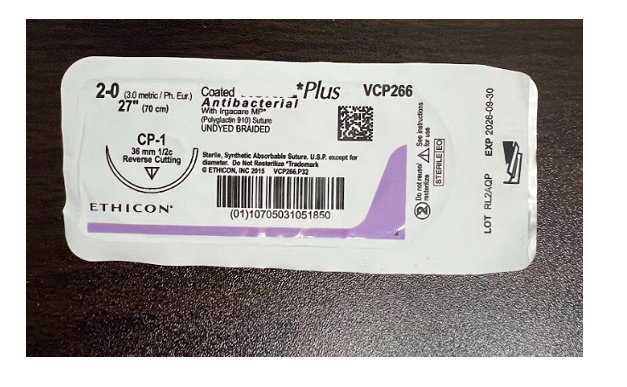 2-0 (3.0 metric / Ph. Eur.)
27" (70 cm)
CP-1
36 mm 1/2c
Reverse Cutting
ETHICON*
Coated *Plus VCP266
Antibacterial
With Irgacare MP*
(Polyglactin 910) Suture
UNDYED BRAIDED
Sterile, Synthetic Absorbable Suture. U.S.P. except for
diameter. Do Not Resterilize *Trademark
© ETHICON, INC 2015 VCP266.P32
(01)10705031051850
2 Do not reuse/
resterilize
See instructions
for use
STERILE EO
LOT RL2AQP EXP 2026-09-30